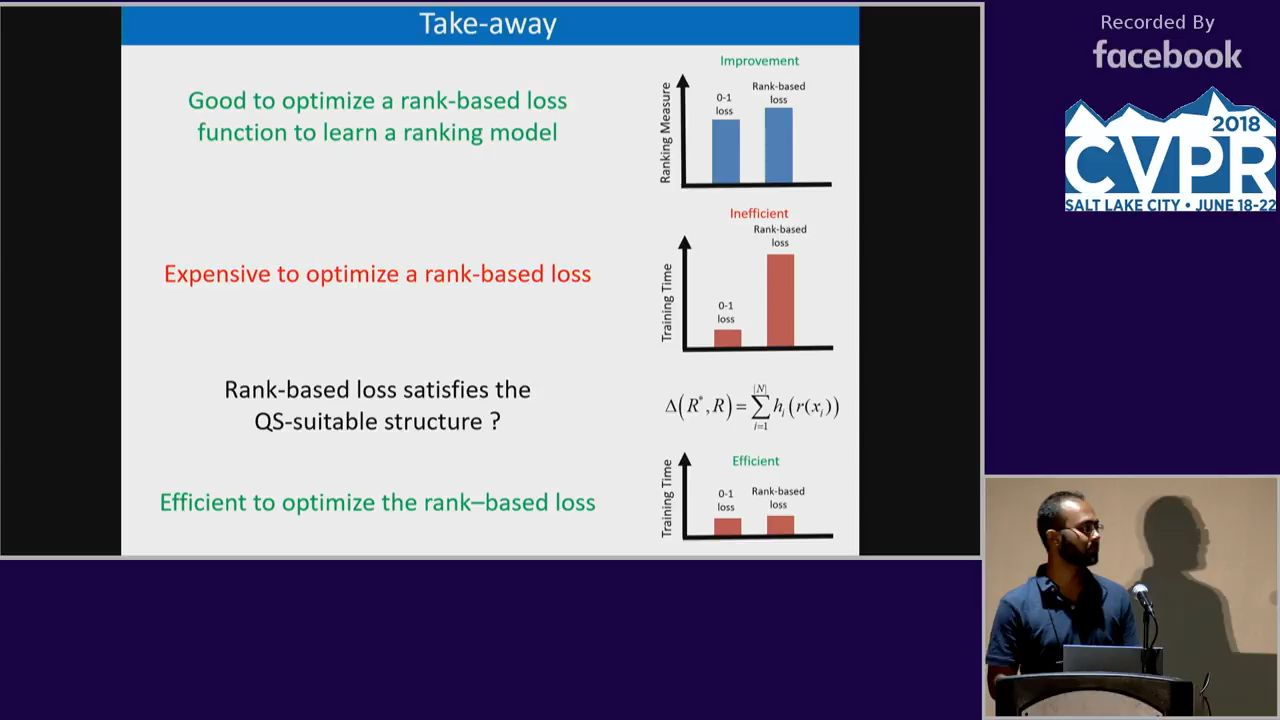 Take-away
Improvement
Good to optimize a rank-based loss
function to learn a ranking model
Ranking Measure
0-1
loss
Rank-based
loss
Inefficient
Expensive to optimize a rank-based loss
Training Time
0-1
loss
Rank-based
loss
Rank-based loss satisfies the
QS-suitable structure ?
Δ(R*, R) = ∑_{i=1}^{|N|} h_i(r(x_i))
Efficient
Efficient to optimize the rank–based loss
Training Time
0-1
loss
Rank-based
loss
Recorded By
facebook
2018
CVPR
SALT LAKE CITY • JUNE 18-22